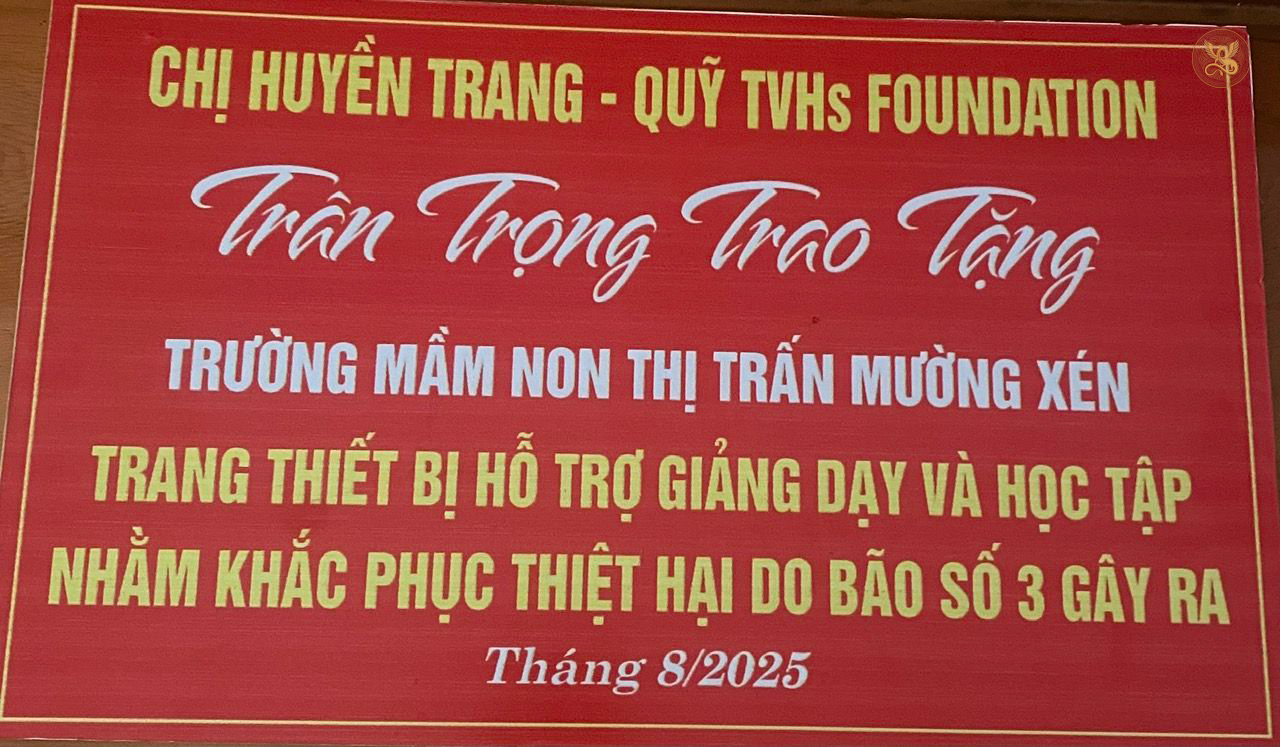 CHỊ HUYỀN TRANG - QUỸ TVHs FOUNDATION
Trân Trọng Trao Tặng
TRƯỜNG MẦM NON THỊ TRẤN MƯỜNG XÉN
TRANG THIẾT BỊ HỖ TRỢ GIẢNG DẠY VÀ HỌC TẬP
NHẰM KHẮC PHỤC THIỆT HẠI DO BÃO SỐ 3 GÂY RA
Tháng 8/2025